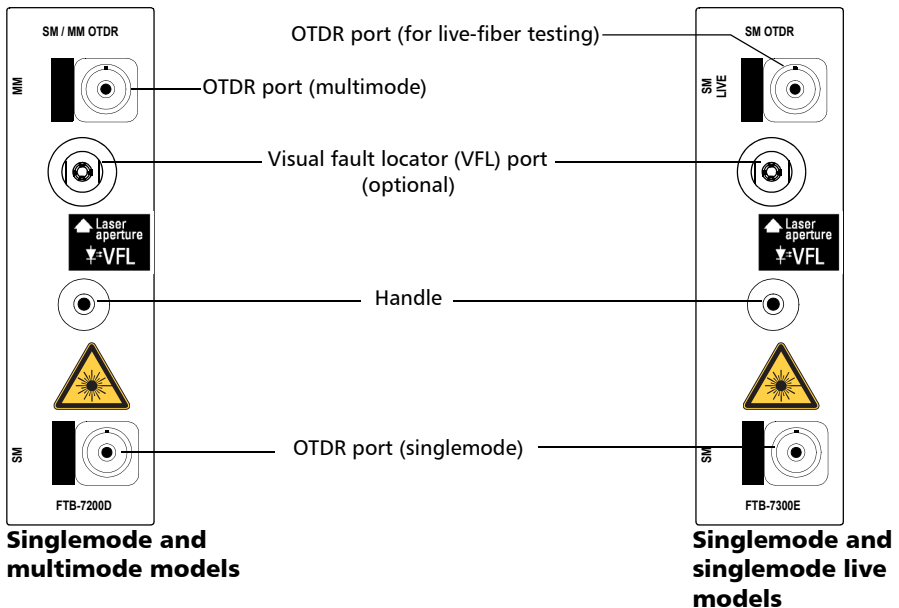 SM / MM OTDR
MM
Laser
aperture
VFL
SM
FTB-7200D
Singlemode and
multimode models
OTDR port (for live-fiber testing)
OTDR port (multimode)
Visual fault locator (VFL) port
(optional)
Handle
OTDR port (singlemode)
SM OTDR
SM
LIVE
Laser
aperture
VFL
SM
FTB-7300E
Singlemode and
singlemode live
models